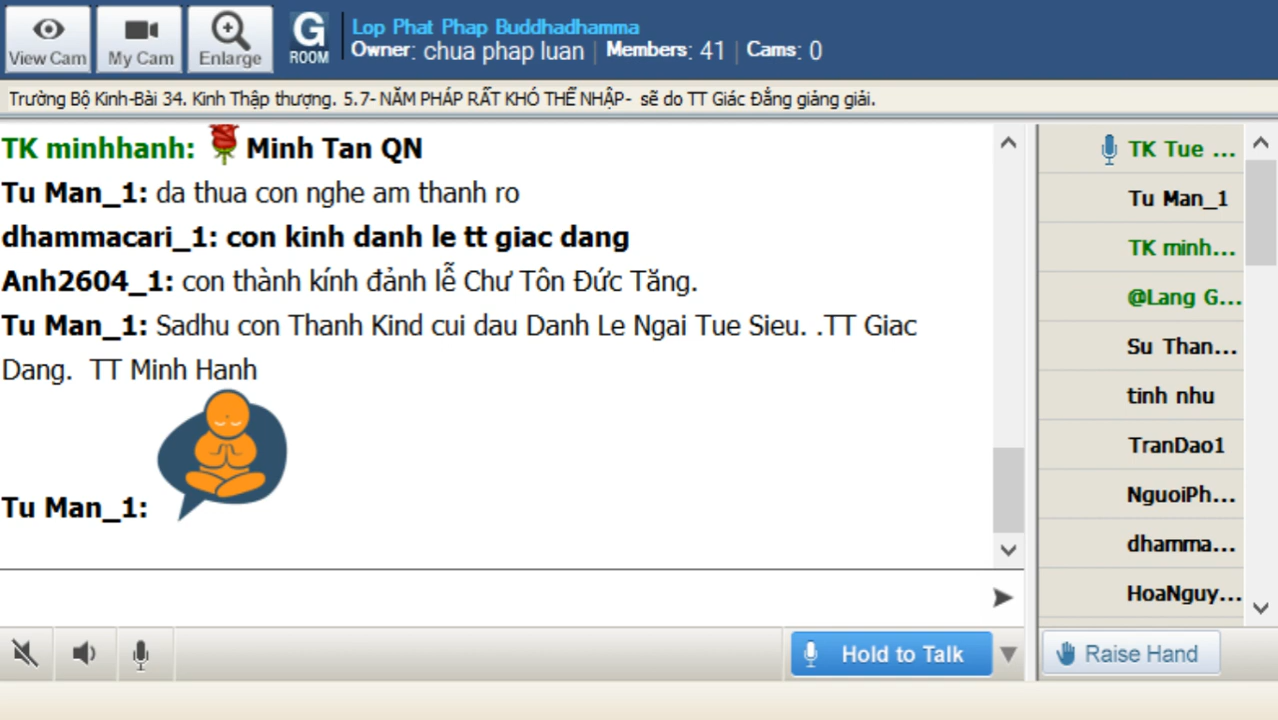 View Cam
My Cam
Enlarge
G
ROOM
Lop Phat Phap Buddhadhamma
Owner: chua phap luan | Members: 41 | Cams: 0
Trường Bộ Kinh-Bài 34. Kinh Thập thượng. 5.7- NĂM PHÁP RẤT KHÓ THỂ NHẬP- sẽ do TT Giác Đẳng giảng giải.
TK minhhanh: Minh Tan QN
Tu Man_1: da thua con nghe am thanh ro
dhammacari_1: con kinh danh le tt giac dang
Anh2604_1: con thành kính đảnh lễ Chư Tôn Đức Tăng.
Tu Man_1: Sadhu con Thanh Kind cui dau Danh Le Ngai Tue Sieu. .TT Giac
Dang. TT Minh Hanh
Tu Man_1:
TK Tue ...
Tu Man_1
TK minh...
@Lang G...
Su Than...
tinh nhu
TranDao1
NguoiPh...
dhamma...
HoaNguy...
Hold to Talk
Raise Hand